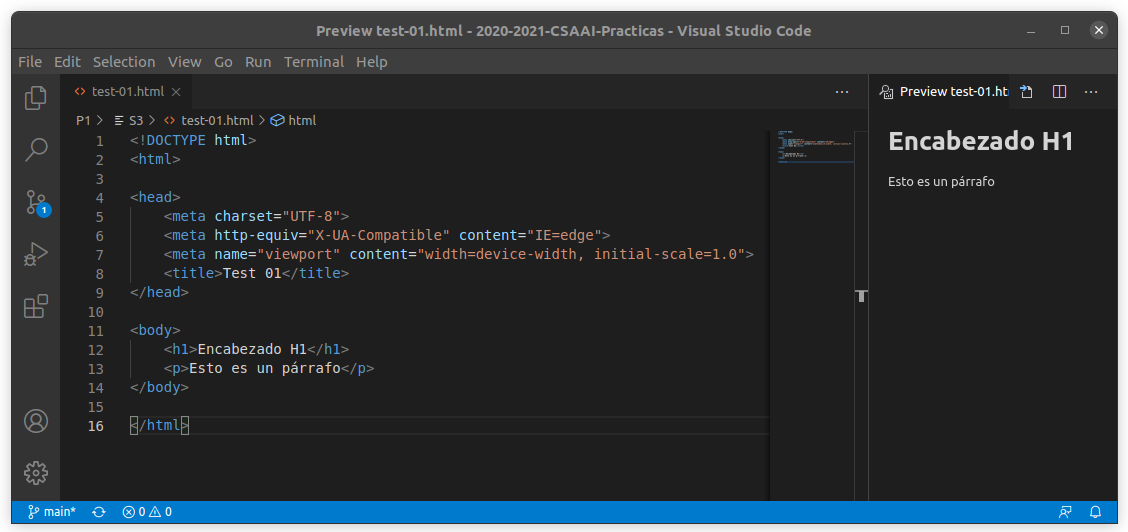 Preview test-01.html - 2020-2021-CSAAI-Practicas - Visual Studio Code
File Edit Selection View Go Run Terminal Help
test-01.html
Preview test-01.ht
P1 > S3 > test-01.html > html
1 <!DOCTYPE html>
2 <html>
3
4 <head>
5 <meta charset="UTF-8">
6 <meta http-equiv="X-UA-Compatible" content="IE=edge">
7 <meta name="viewport" content="width=device-width, initial-scale=1.0">
8 <title>Test 01</title>
9 </head>
10
11 <body>
12 <h1>Encabezado H1</h1>
13 <p>Esto es un párrafo</p>
14 </body>
15
16 </html>
Encabezado H1
Esto es un párrafo
1
main* 0 0